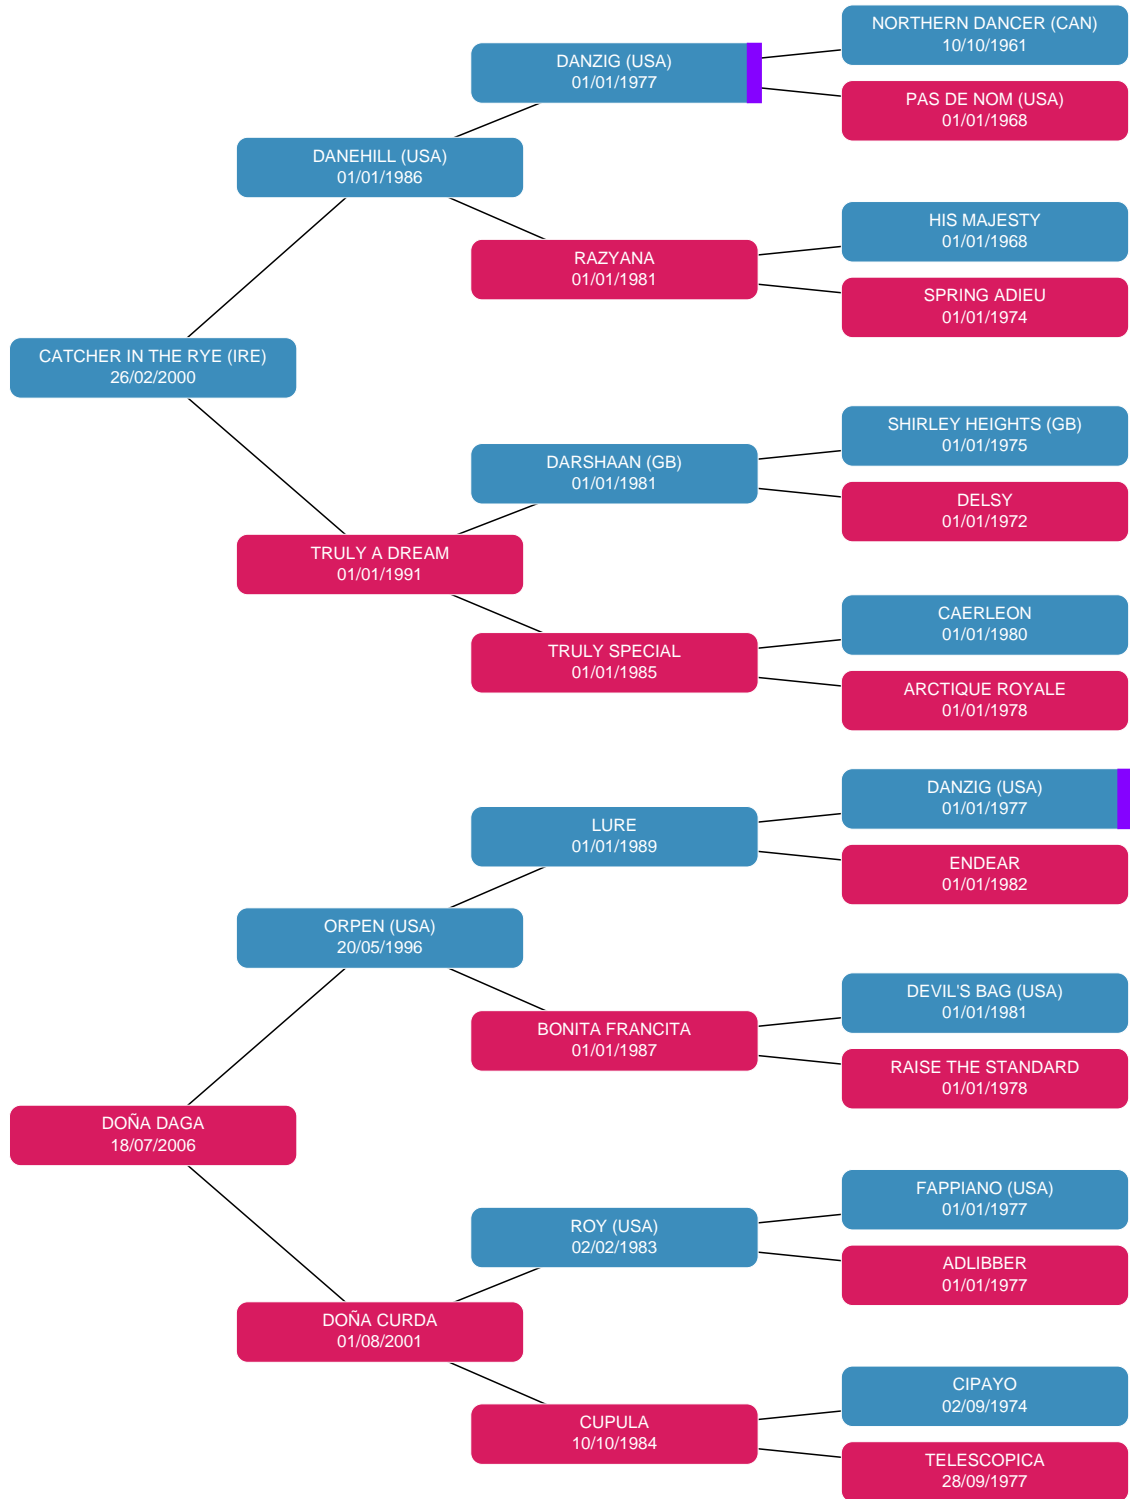 NORTHERN DANCER (CAN)
10/10/1961
DANZIG (USA)
01/01/1977
PAS DE NOM (USA)
01/01/1968
DANEHILL (USA)
01/01/1986
HIS MAJESTY
01/01/1968
RAZYANA
01/01/1981
SPRING ADIEU
01/01/1974
CATCHER IN THE RYE (IRE)
26/02/2000
SHIRLEY HEIGHTS (GB)
01/01/1975
DARSHAAN (GB)
01/01/1981
DELSY
01/01/1972
TRULY A DREAM
01/01/1991
CAERLEON
01/01/1980
TRULY SPECIAL
01/01/1985
ARCTIQUE ROYALE
01/01/1978
DANZIG (USA)
01/01/1977
LURE
01/01/1989
ENDEAR
01/01/1982
ORPEN (USA)
20/05/1996
DEVIL'S BAG (USA)
01/01/1981
BONITA FRANCITA
01/01/1987
RAISE THE STANDARD
01/01/1978
DOÑA DAGA
18/07/2006
FAPPIANO (USA)
01/01/1977
ROY (USA)
02/02/1983
ADLIBBER
01/01/1977
DOÑA CURDA
01/08/2001
CIPAYO
02/09/1974
CUPULA
10/10/1984
TELESCOPICA
28/09/1977